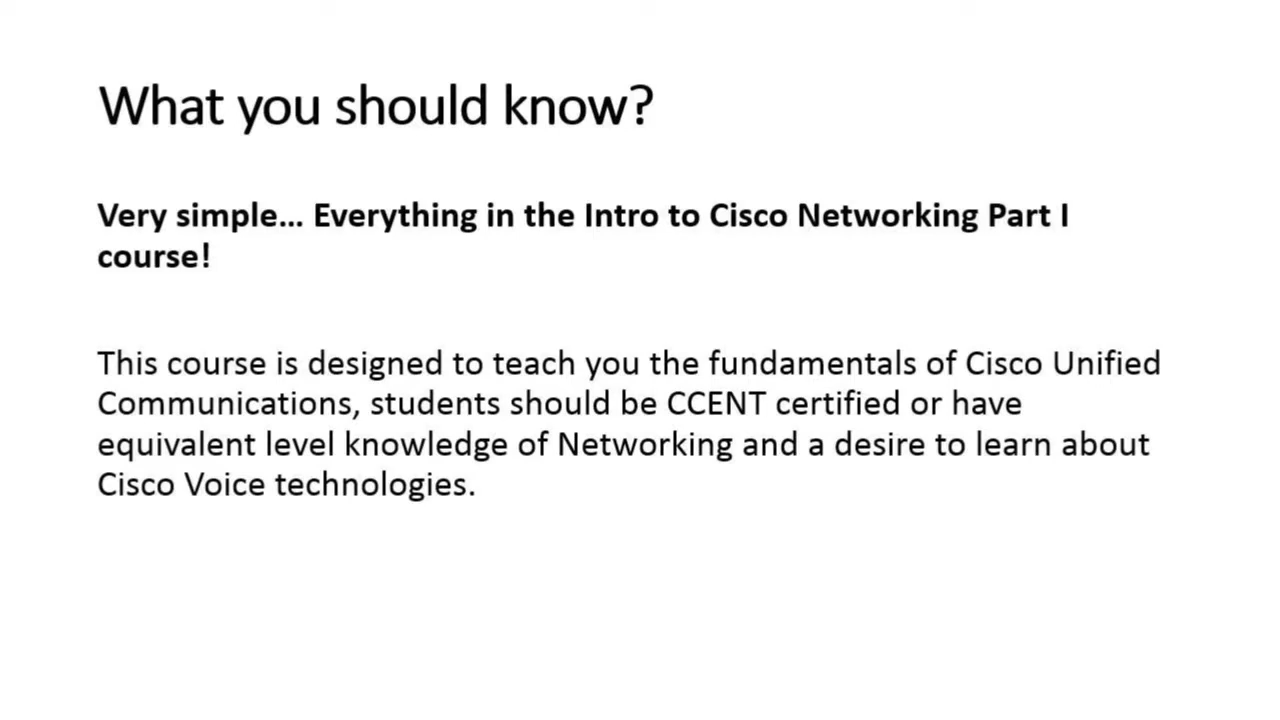 What you should know?
Very simple... Everything in the Intro to Cisco Networking Part I
course!
This course is designed to teach you the fundamentals of Cisco Unified
Communications, students should be CCENT certified or have
equivalent level knowledge of Networking and a desire to learn about
Cisco Voice technologies.